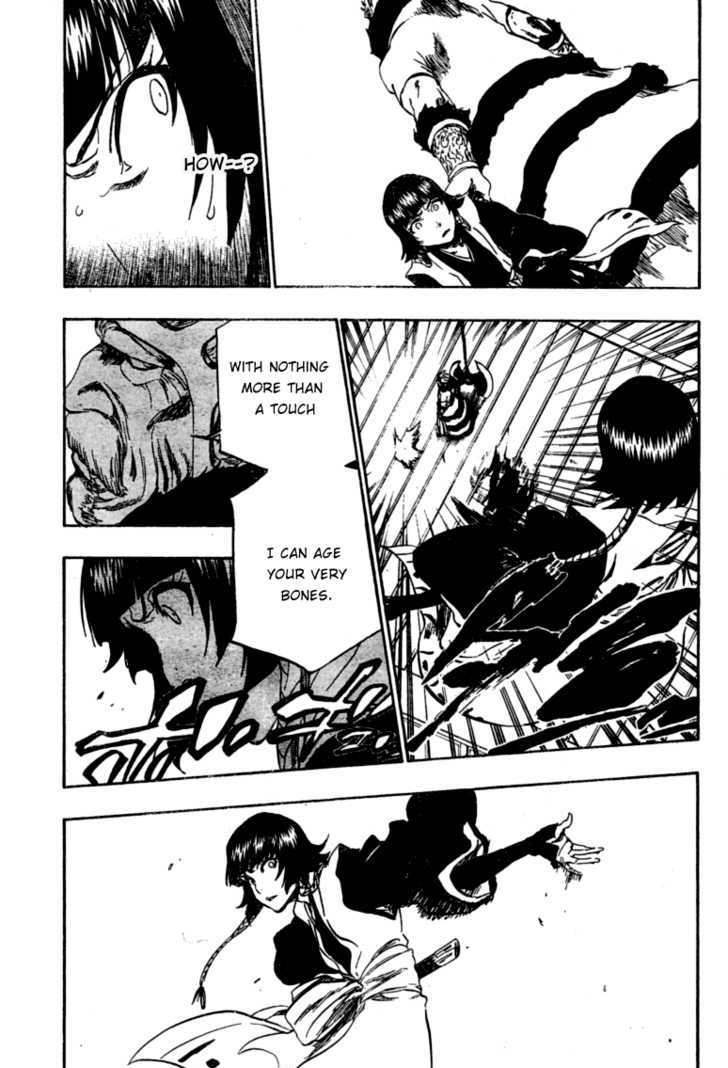 HOW--?
WITH NOTHING
MORE THAN
A TOUCH
I CAN AGE
YOUR VERY
BONES.